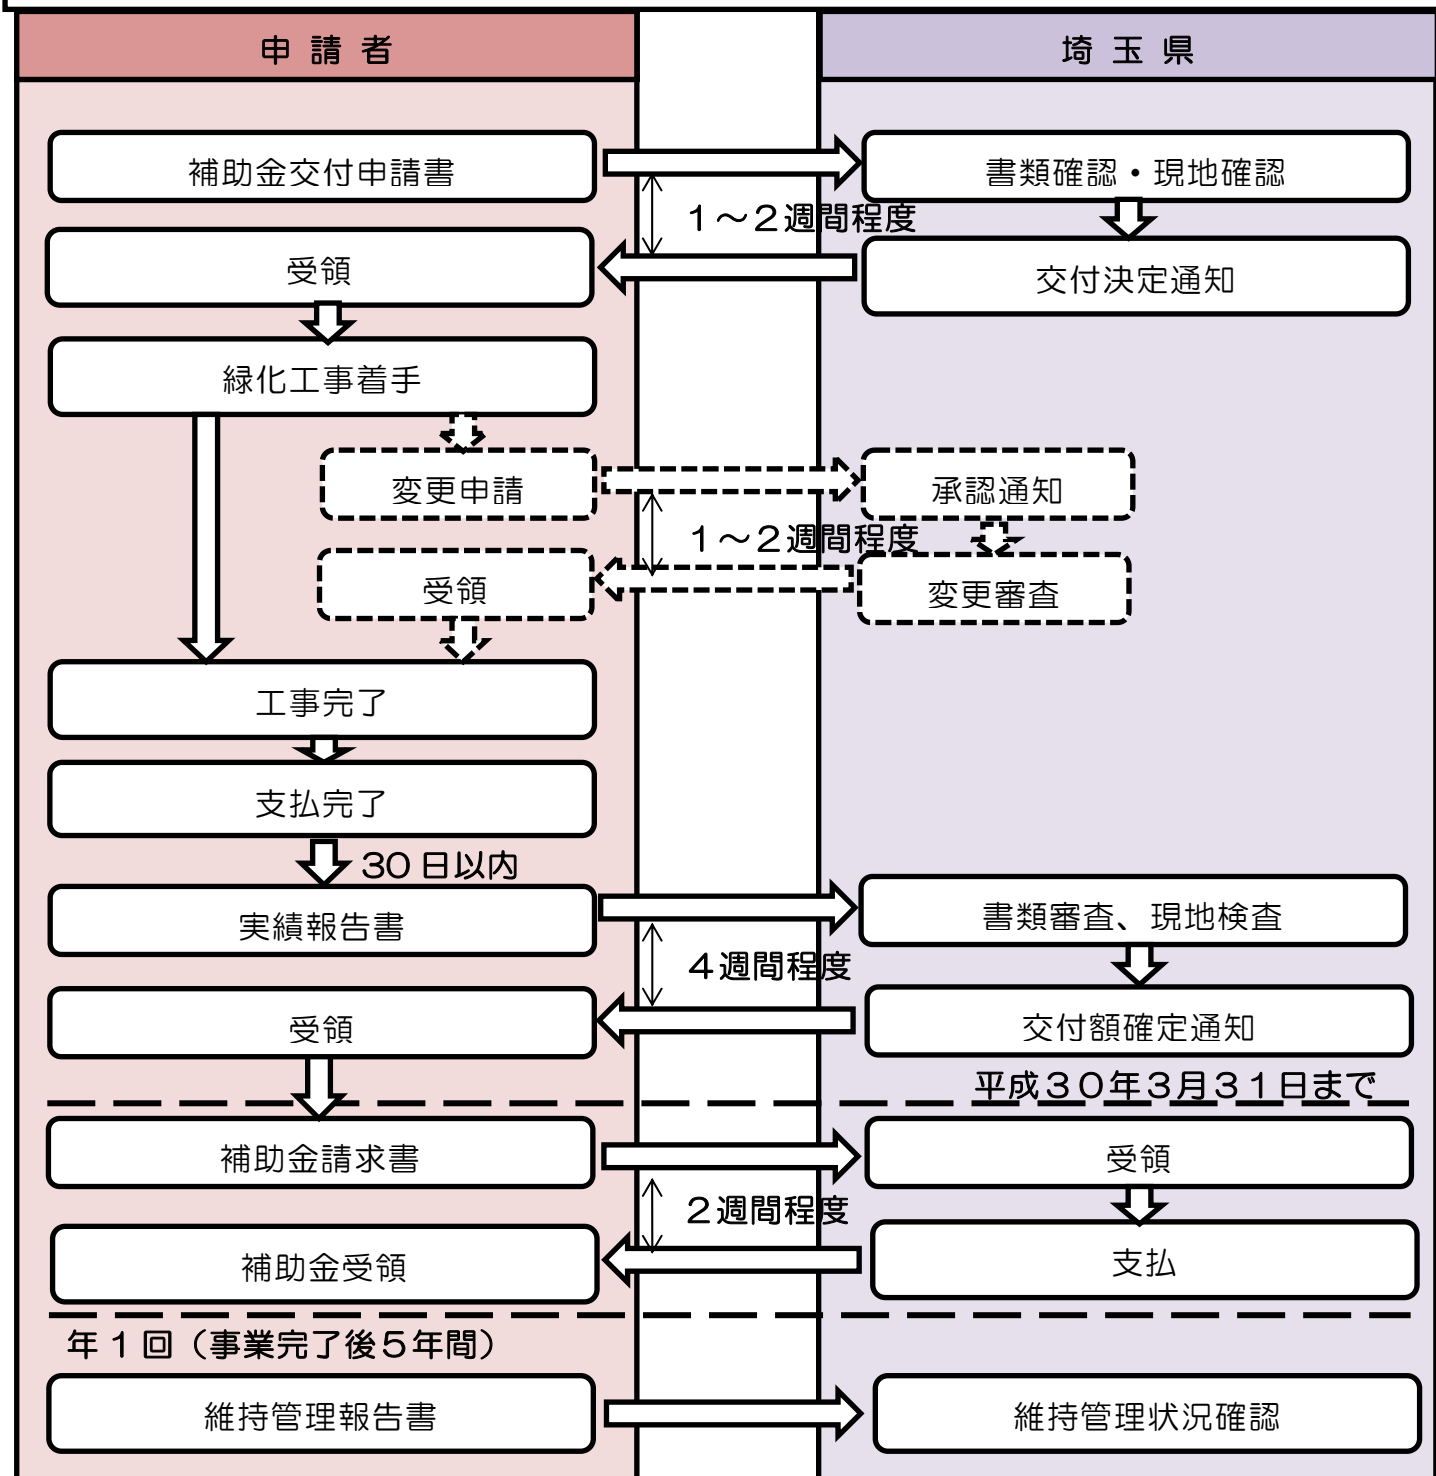 申請者
埼玉県
補助金交付申請書
書類確認・現地確認
1～2週間程度
受領
交付決定通知
緑化工事着手
変更申請
承認通知
1～2週間程度
受領
変更審査
工事完了
支払完了
30日以内
実績報告書
書類審査、現地検査
4週間程度
受領
交付額確定通知
平成30年3月31日まで
補助金請求書
受領
2週間程度
補助金受領
支払
年1回（事業完了後5年間）
維持管理報告書
維持管理状況確認